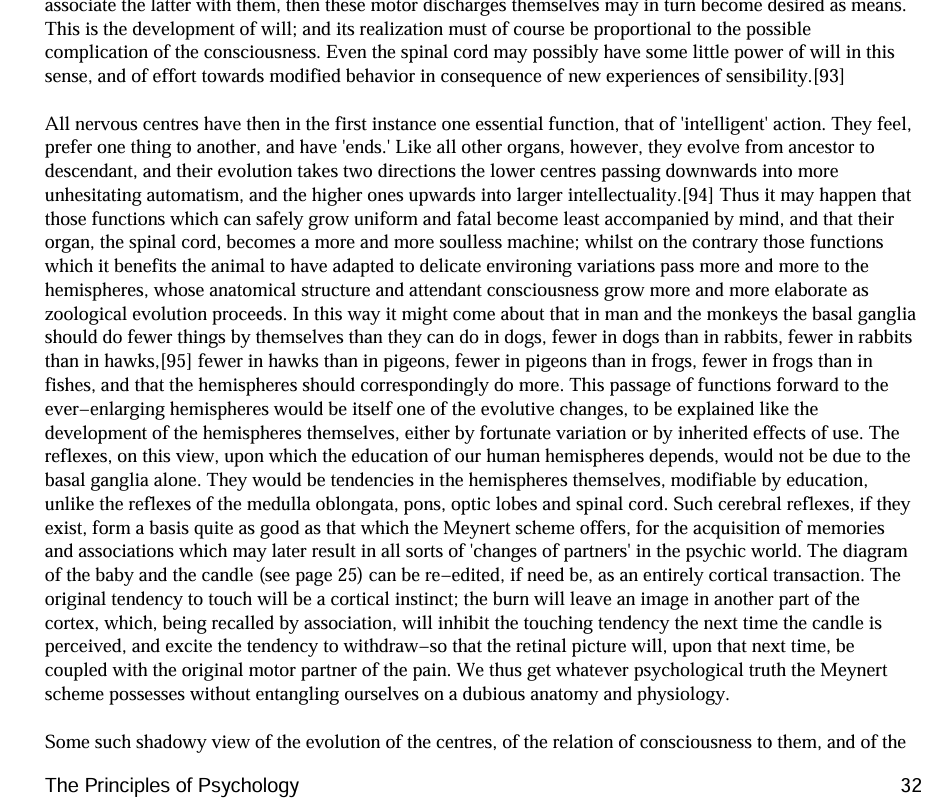 associate the latter with them, then these motor discharges themselves may in turn become desired as means.
This is the development of will; and its realization must of course be proportional to the possible
complication of the consciousness. Even the spinal cord may possibly have some little power of will in this
sense, and of effort towards modified behavior in consequence of new experiences of sensibility.[93]
All nervous centres have then in the first instance one essential function, that of 'intelligent' action. They feel,
prefer one thing to another, and have 'ends.' Like all other organs, however, they evolve from ancestor to
descendant, and their evolution takes two directions the lower centres passing downwards into more
unhesitating automatism, and the higher ones upwards into larger intellectuality.[94] Thus it may happen that
those functions which can safely grow uniform and fatal become least accompanied by mind, and that their
organ, the spinal cord, becomes a more and more soulless machine; whilst on the contrary those functions
which it benefits the animal to have adapted to delicate environing variations pass more and more to the
hemispheres, whose anatomical structure and attendant consciousness grow more and more elaborate as
zoological evolution proceeds. In this way it might come about that in man and the monkeys the basal ganglia
should do fewer things by themselves than they can do in dogs, fewer in dogs than in rabbits, fewer in rabbits
than in hawks,[95] fewer in hawks than in pigeons, fewer in pigeons than in frogs, fewer in frogs than in
fishes, and that the hemispheres should correspondingly do more. This passage of functions forward to the
ever−enlarging hemispheres would be itself one of the evolutive changes, to be explained like the
development of the hemispheres themselves, either by fortunate variation or by inherited effects of use. The
reflexes, on this view, upon which the education of our human hemispheres depends, would not be due to the
basal ganglia alone. They would be tendencies in the hemispheres themselves, modifiable by education,
unlike the reflexes of the medulla oblongata, pons, optic lobes and spinal cord. Such cerebral reflexes, if they
exist, form a basis quite as good as that which the Meynert scheme offers, for the acquisition of memories
and associations which may later result in all sorts of 'changes of partners' in the psychic world. The diagram
of the baby and the candle (see page 25) can be re−edited, if need be, as an entirely cortical transaction. The
original tendency to touch will be a cortical instinct; the burn will leave an image in another part of the
cortex, which, being recalled by association, will inhibit the touching tendency the next time the candle is
perceived, and excite the tendency to withdraw−so that the retinal picture will, upon that next time, be
coupled with the original motor partner of the pain. We thus get whatever psychological truth the Meynert
scheme possesses without entangling ourselves on a dubious anatomy and physiology.
Some such shadowy view of the evolution of the centres, of the relation of consciousness to them, and of the
The Principles of Psychology 32